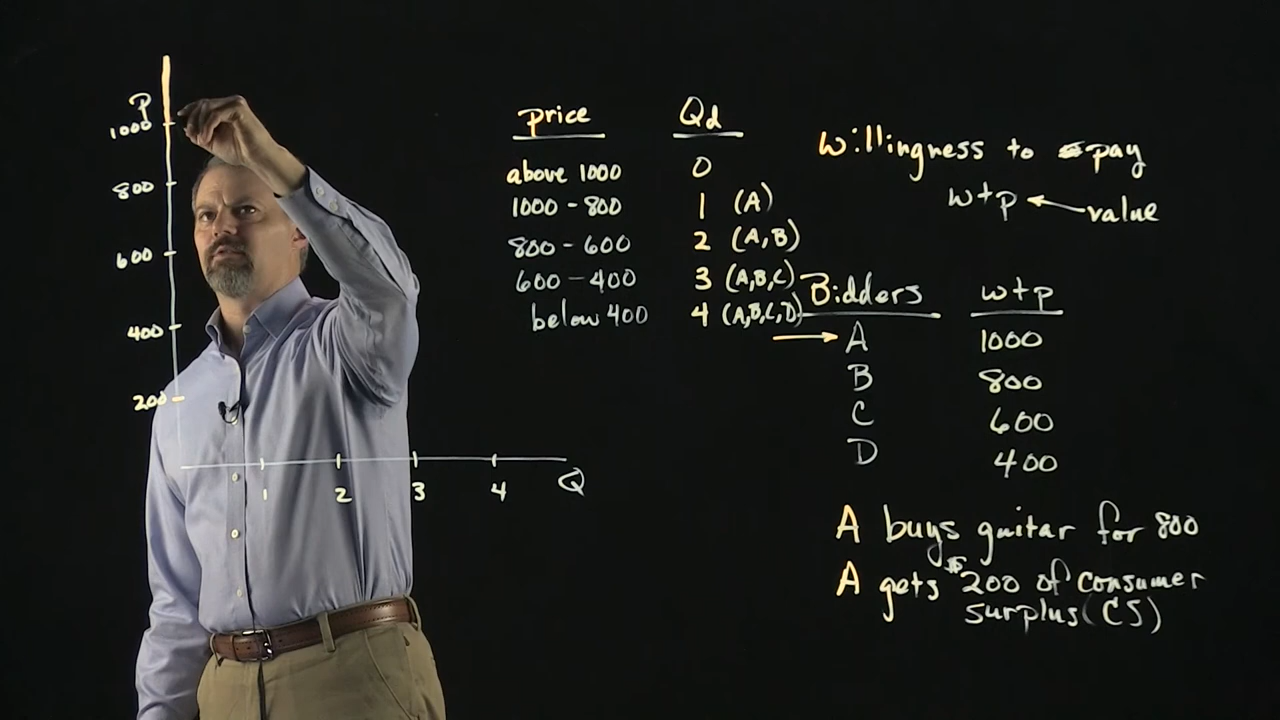 P
1000
800
600
400
200
1 2 3 4 Q
price Qd
above 1000 0
1000 - 800 1 (A)
800 - 600 2 (A,B)
600 - 400 3 (A,B,C)
below 400 4 (A,B,C,D)
Willingness to pay
wtp ← value
Bidders wtp
→ A 1000
B 800
C 600
D 400
A buys guitar for 800
A gets $200 of consumer
surplus (CS)